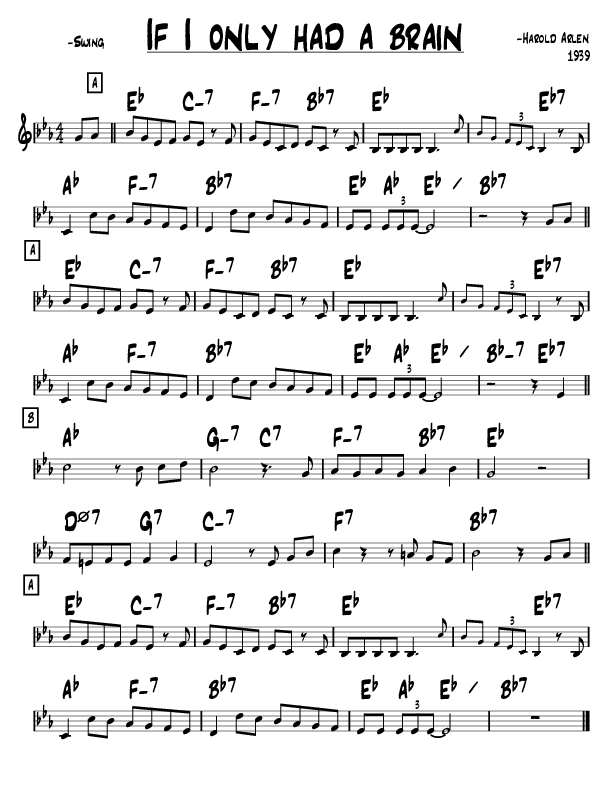 -Swing
If I only had a brain
-Harold Arlen
1939
A
E♭ C-7 F-7 B♭7 E♭ E♭7
3
A♭ F-7 B♭7 E♭ A♭ E♭ / B♭7
3
A
E♭ C-7 F-7 B♭7 E♭ E♭7
3
A♭ F-7 B♭7 E♭ A♭ E♭ / B♭-7 E♭7
3
B
A♭ G-7 C7 F-7 B♭7 E♭
Dø7 G7 C-7 F7 B♭7
A
E♭ C-7 F-7 B♭7 E♭ E♭7
3
A♭ F-7 B♭7 E♭ A♭ E♭ / B♭7
3